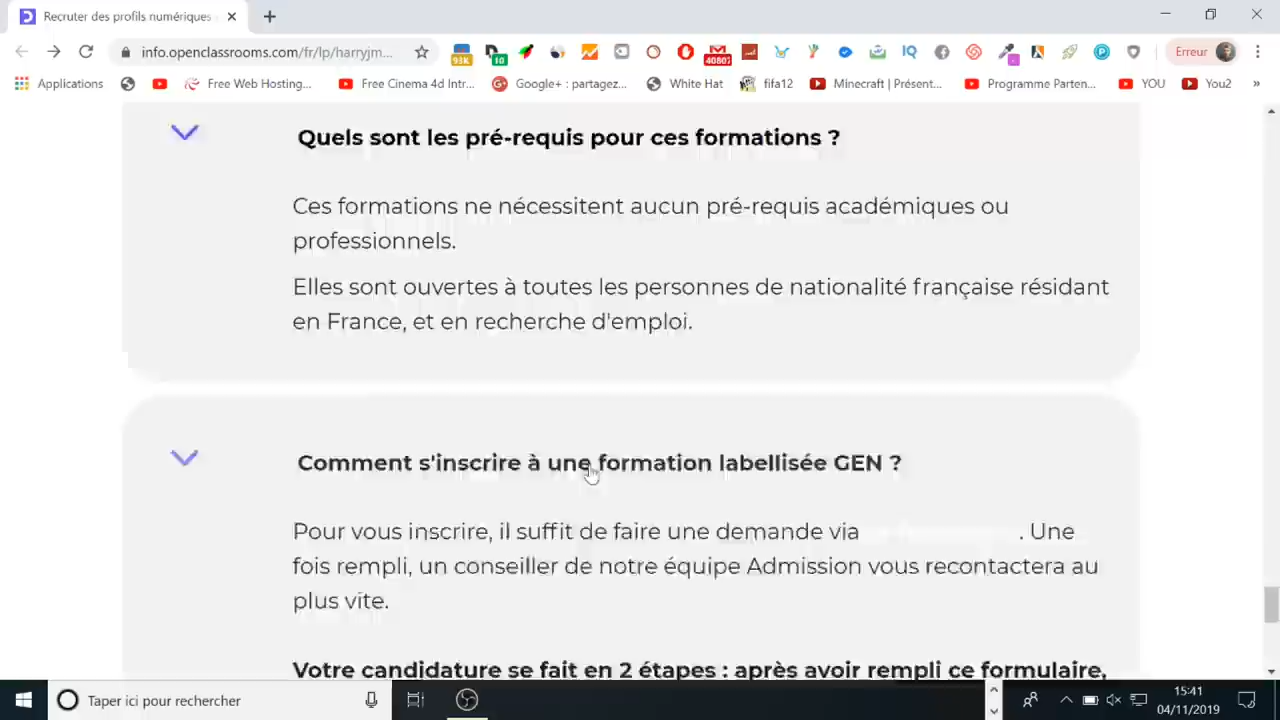 Recruter des profils numériques
info.openclassrooms.com/fr/lp/harryjm...
93K
10
40807
IQ
Erreur
Applications
Free Web Hosting...
Free Cinema 4d Intr...
Google+ : partagez...
White Hat
fifa12
Minecraft | Présent...
Programme Parten...
YOU
You2
»
Quels sont les pré-requis pour ces formations ?
Ces formations ne nécessitent aucun pré-requis académiques ou
professionnels.
Elles sont ouvertes à toutes les personnes de nationalité française résidant
en France, et en recherche d'emploi.
Comment s'inscrire à une formation labellisée GEN ?
Pour vous inscrire, il suffit de faire une demande via . Une
fois rempli, un conseiller de notre équipe Admission vous recontactera au
plus vite.
Votre candidature se fait en 2 étapes : après avoir rempli ce formulaire,
Taper ici pour rechercher
15:41
04/11/2019